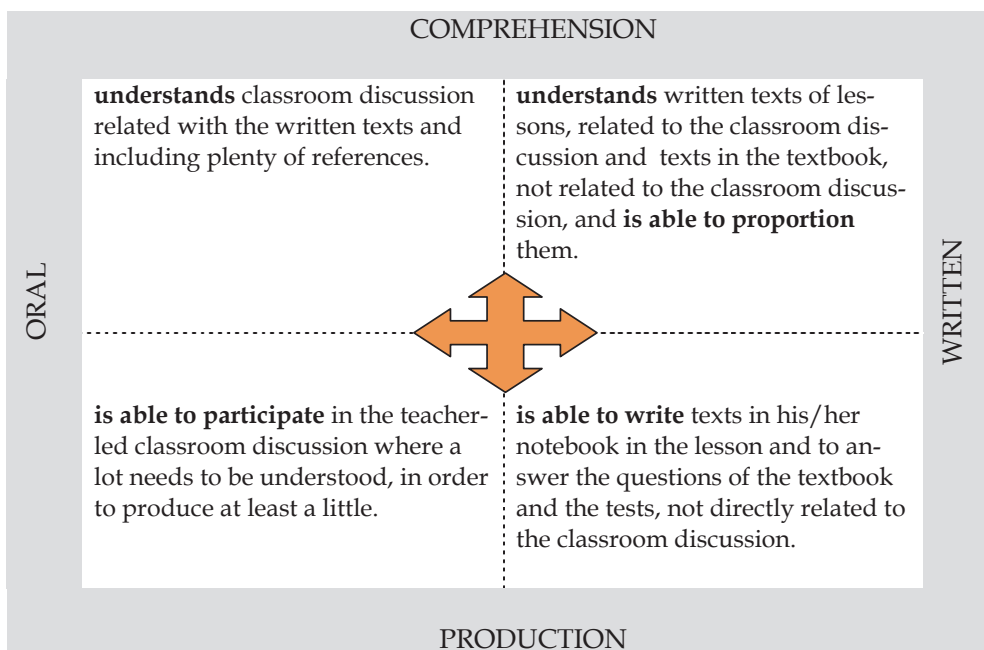 COMPREHENSION
understands classroom discussion
related with the written texts and
including plenty of references.
understands written texts of les-
sons, related to the classroom dis-
cussion and texts in the textbook,
not related to the classroom discus-
sion, and is able to proportion
them.
ORAL
WRITTEN
is able to participate in the teacher-
led classroom discussion where a
lot needs to be understood, in order
to produce at least a little.
is able to write texts in his/her
notebook in the lesson and to an-
swer the questions of the textbook
and the tests, not directly related to
the classroom discussion.
PRODUCTION